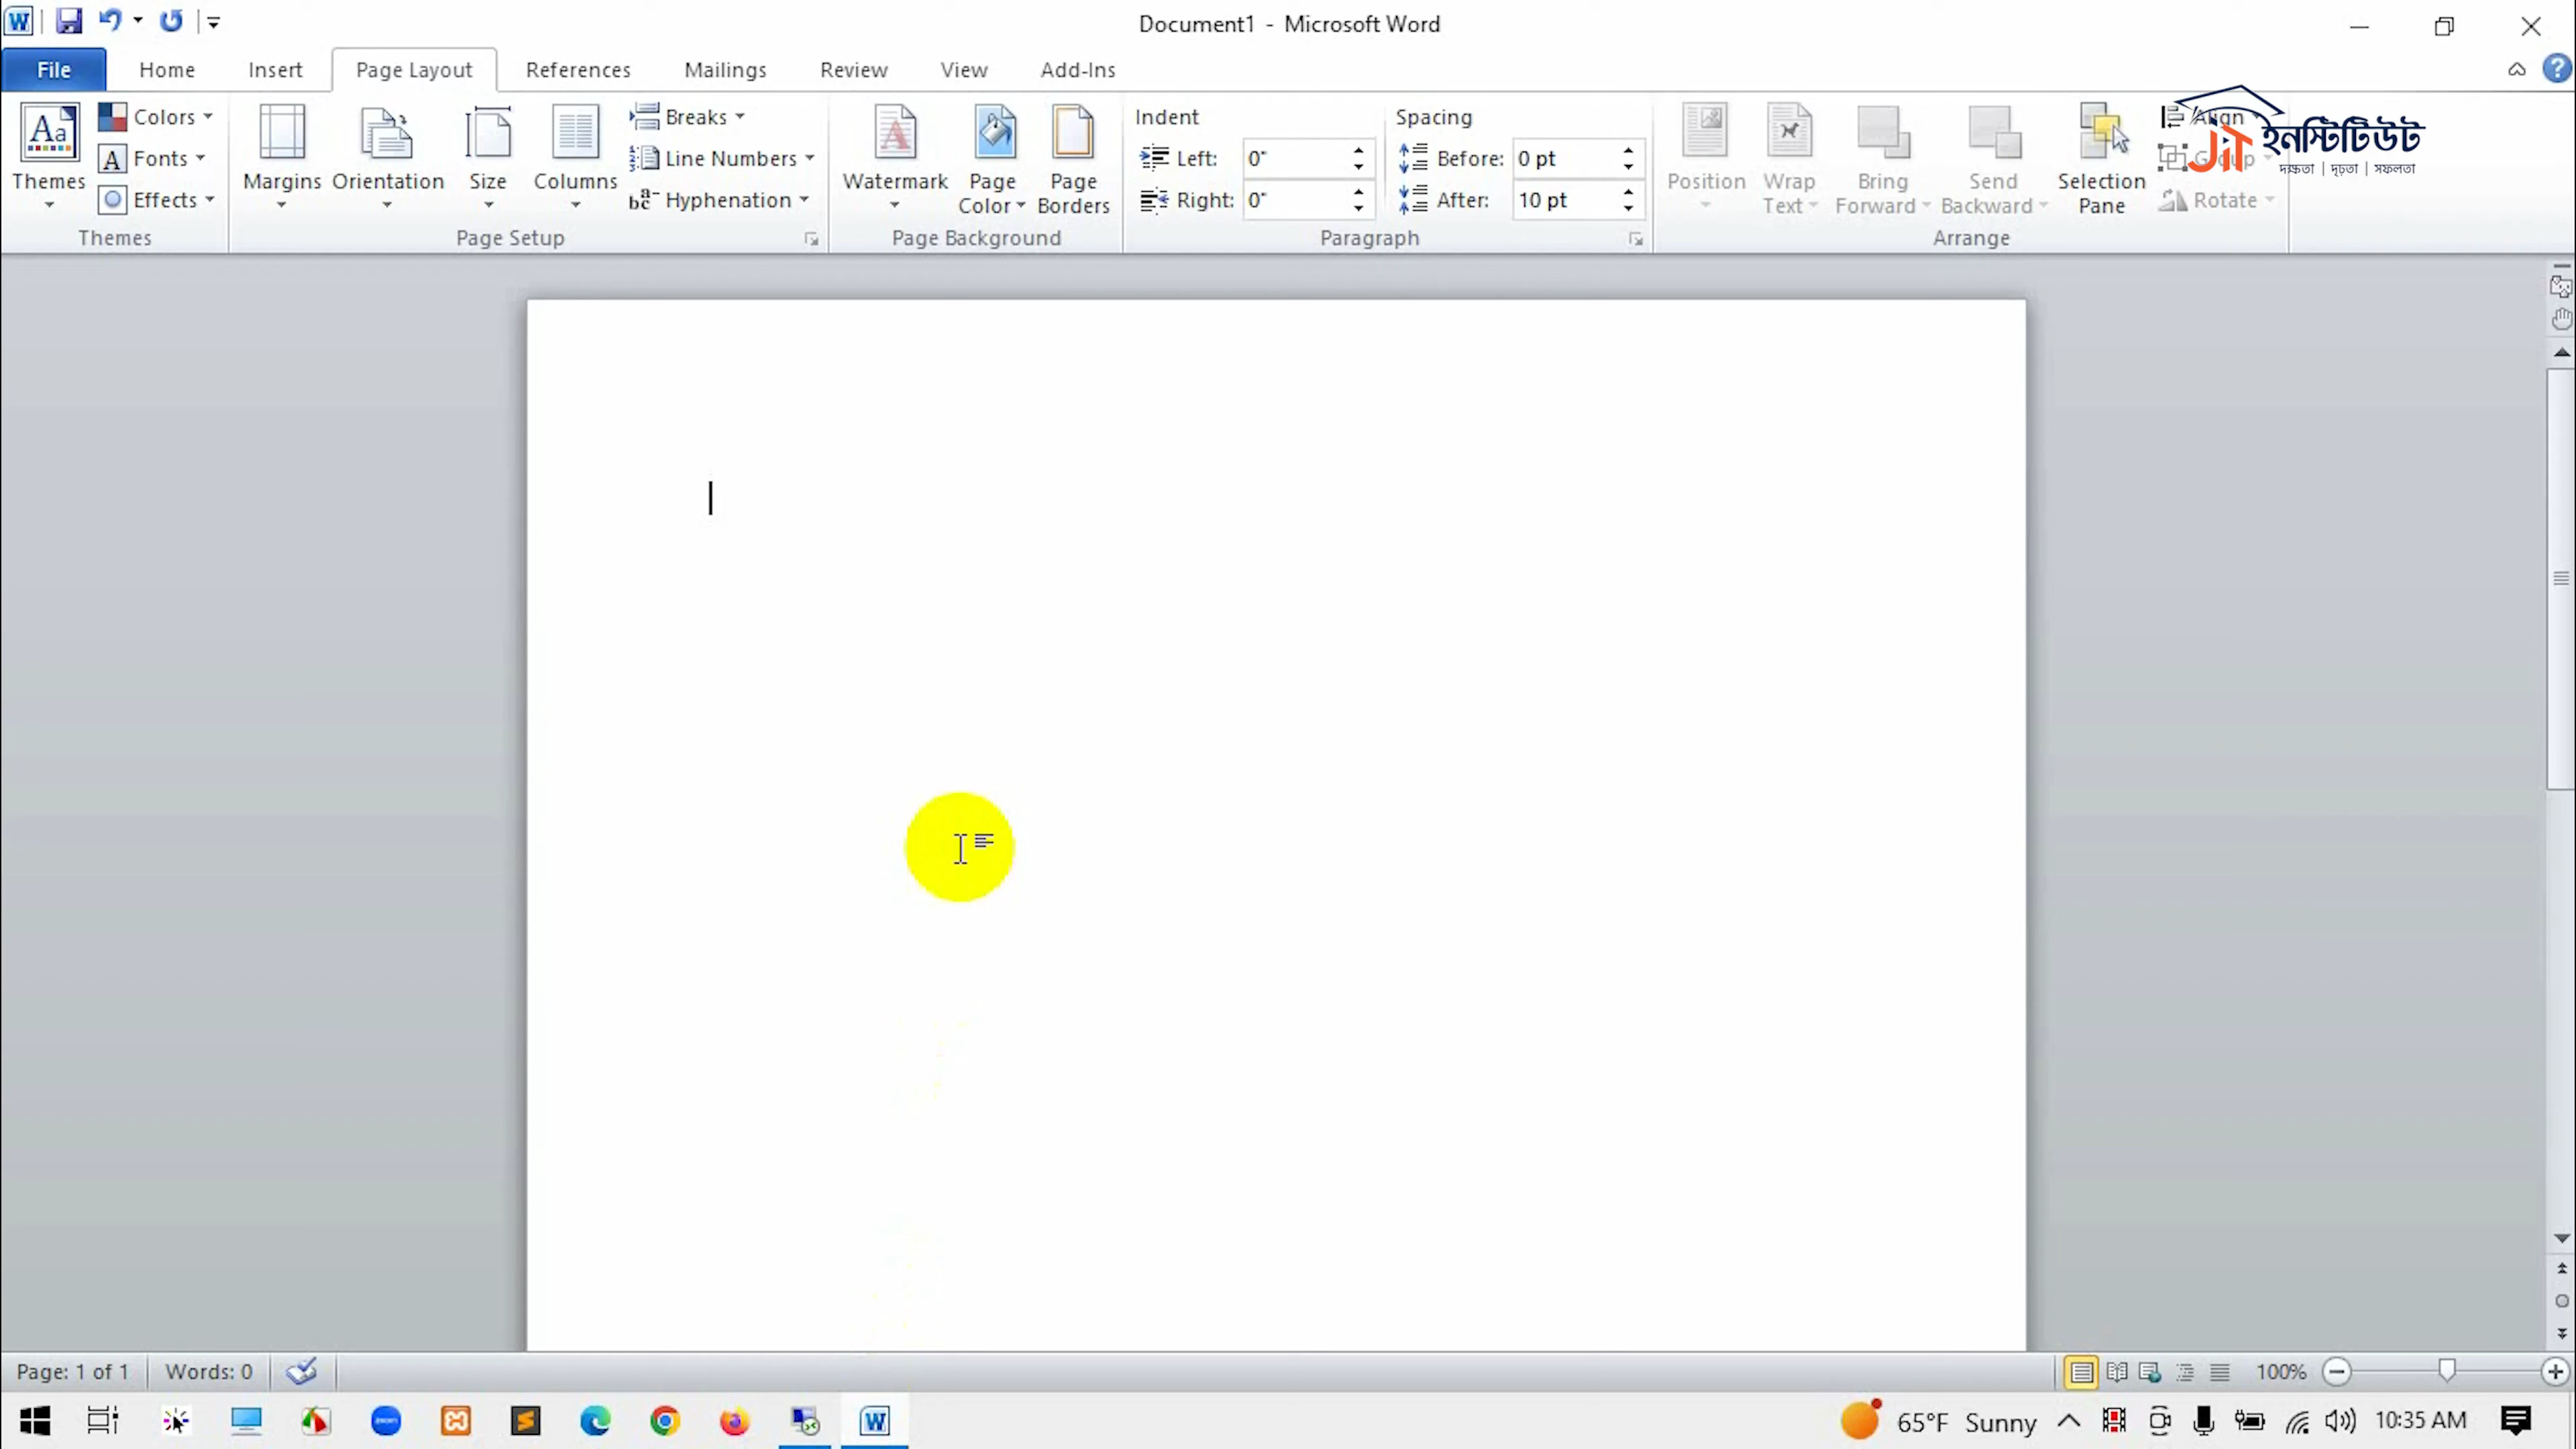 Document1 - Microsoft Word
File Home Insert Page Layout References Mailings Review View Add-Ins
Themes
Colors
Fonts
Effects
Themes
Margins
Orientation
Size
Columns
Breaks
Line Numbers
Hyphenation
Page Setup
Watermark
Page Color
Page Borders
Page Background
Indent
Left: 0"
Right: 0"
Spacing
Before: 0 pt
After: 10 pt
Paragraph
Position
Wrap Text
Bring Forward
Send Backward
Selection Pane
Align
Group
Rotate
Arrange
JIT ইনস্টিটিউট
দক্ষতা | দৃঢ়তা | সফলতা
Page: 1 of 1 Words: 0 100%
65°F Sunny 10:35 AM